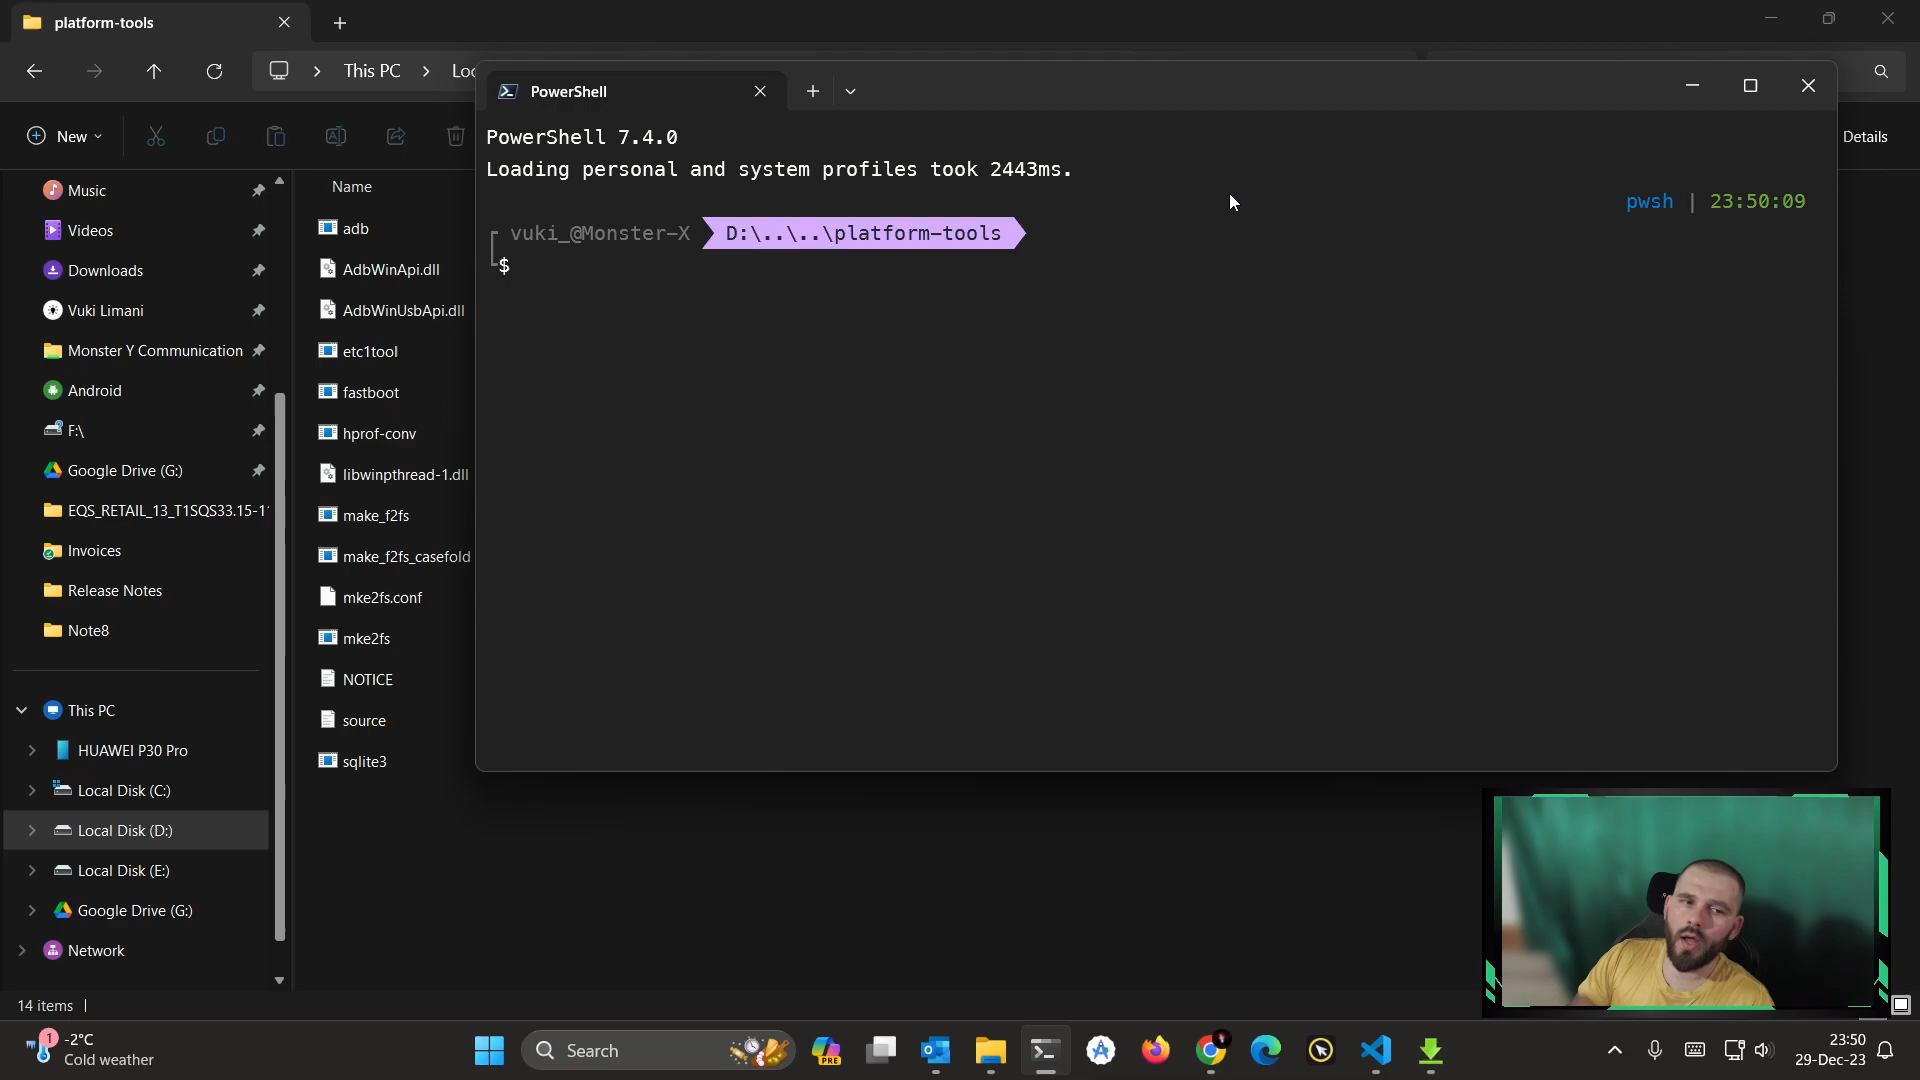 platform-tools
This PC
Loc
New
Details
Music
Videos
Downloads
Vuki Limani
Monster Y Communication
Android
F:\
Google Drive (G:)
EQS_RETAIL_13_T1SQS33.15-1
Invoices
Release Notes
Note8
This PC
HUAWEI P30 Pro
Local Disk (C:)
Local Disk (D:)
Local Disk (E:)
Google Drive (G:)
Network
14 items
Name
adb
AdbWinApi.dll
AdbWinUsbApi.dll
etc1tool
fastboot
hprof-conv
libwinpthread-1.dll
make_f2fs
make_f2fs_casefold
mke2fs.conf
mke2fs
NOTICE
source
sqlite3
PowerShell
PowerShell 7.4.0
Loading personal and system profiles took 2443ms.
pwsh | 23:50:09
vuki_@Monster-X D:\..\..\platform-tools
$
1
-2°C
Cold weather
Search
PRE
23:50
29-Dec-23